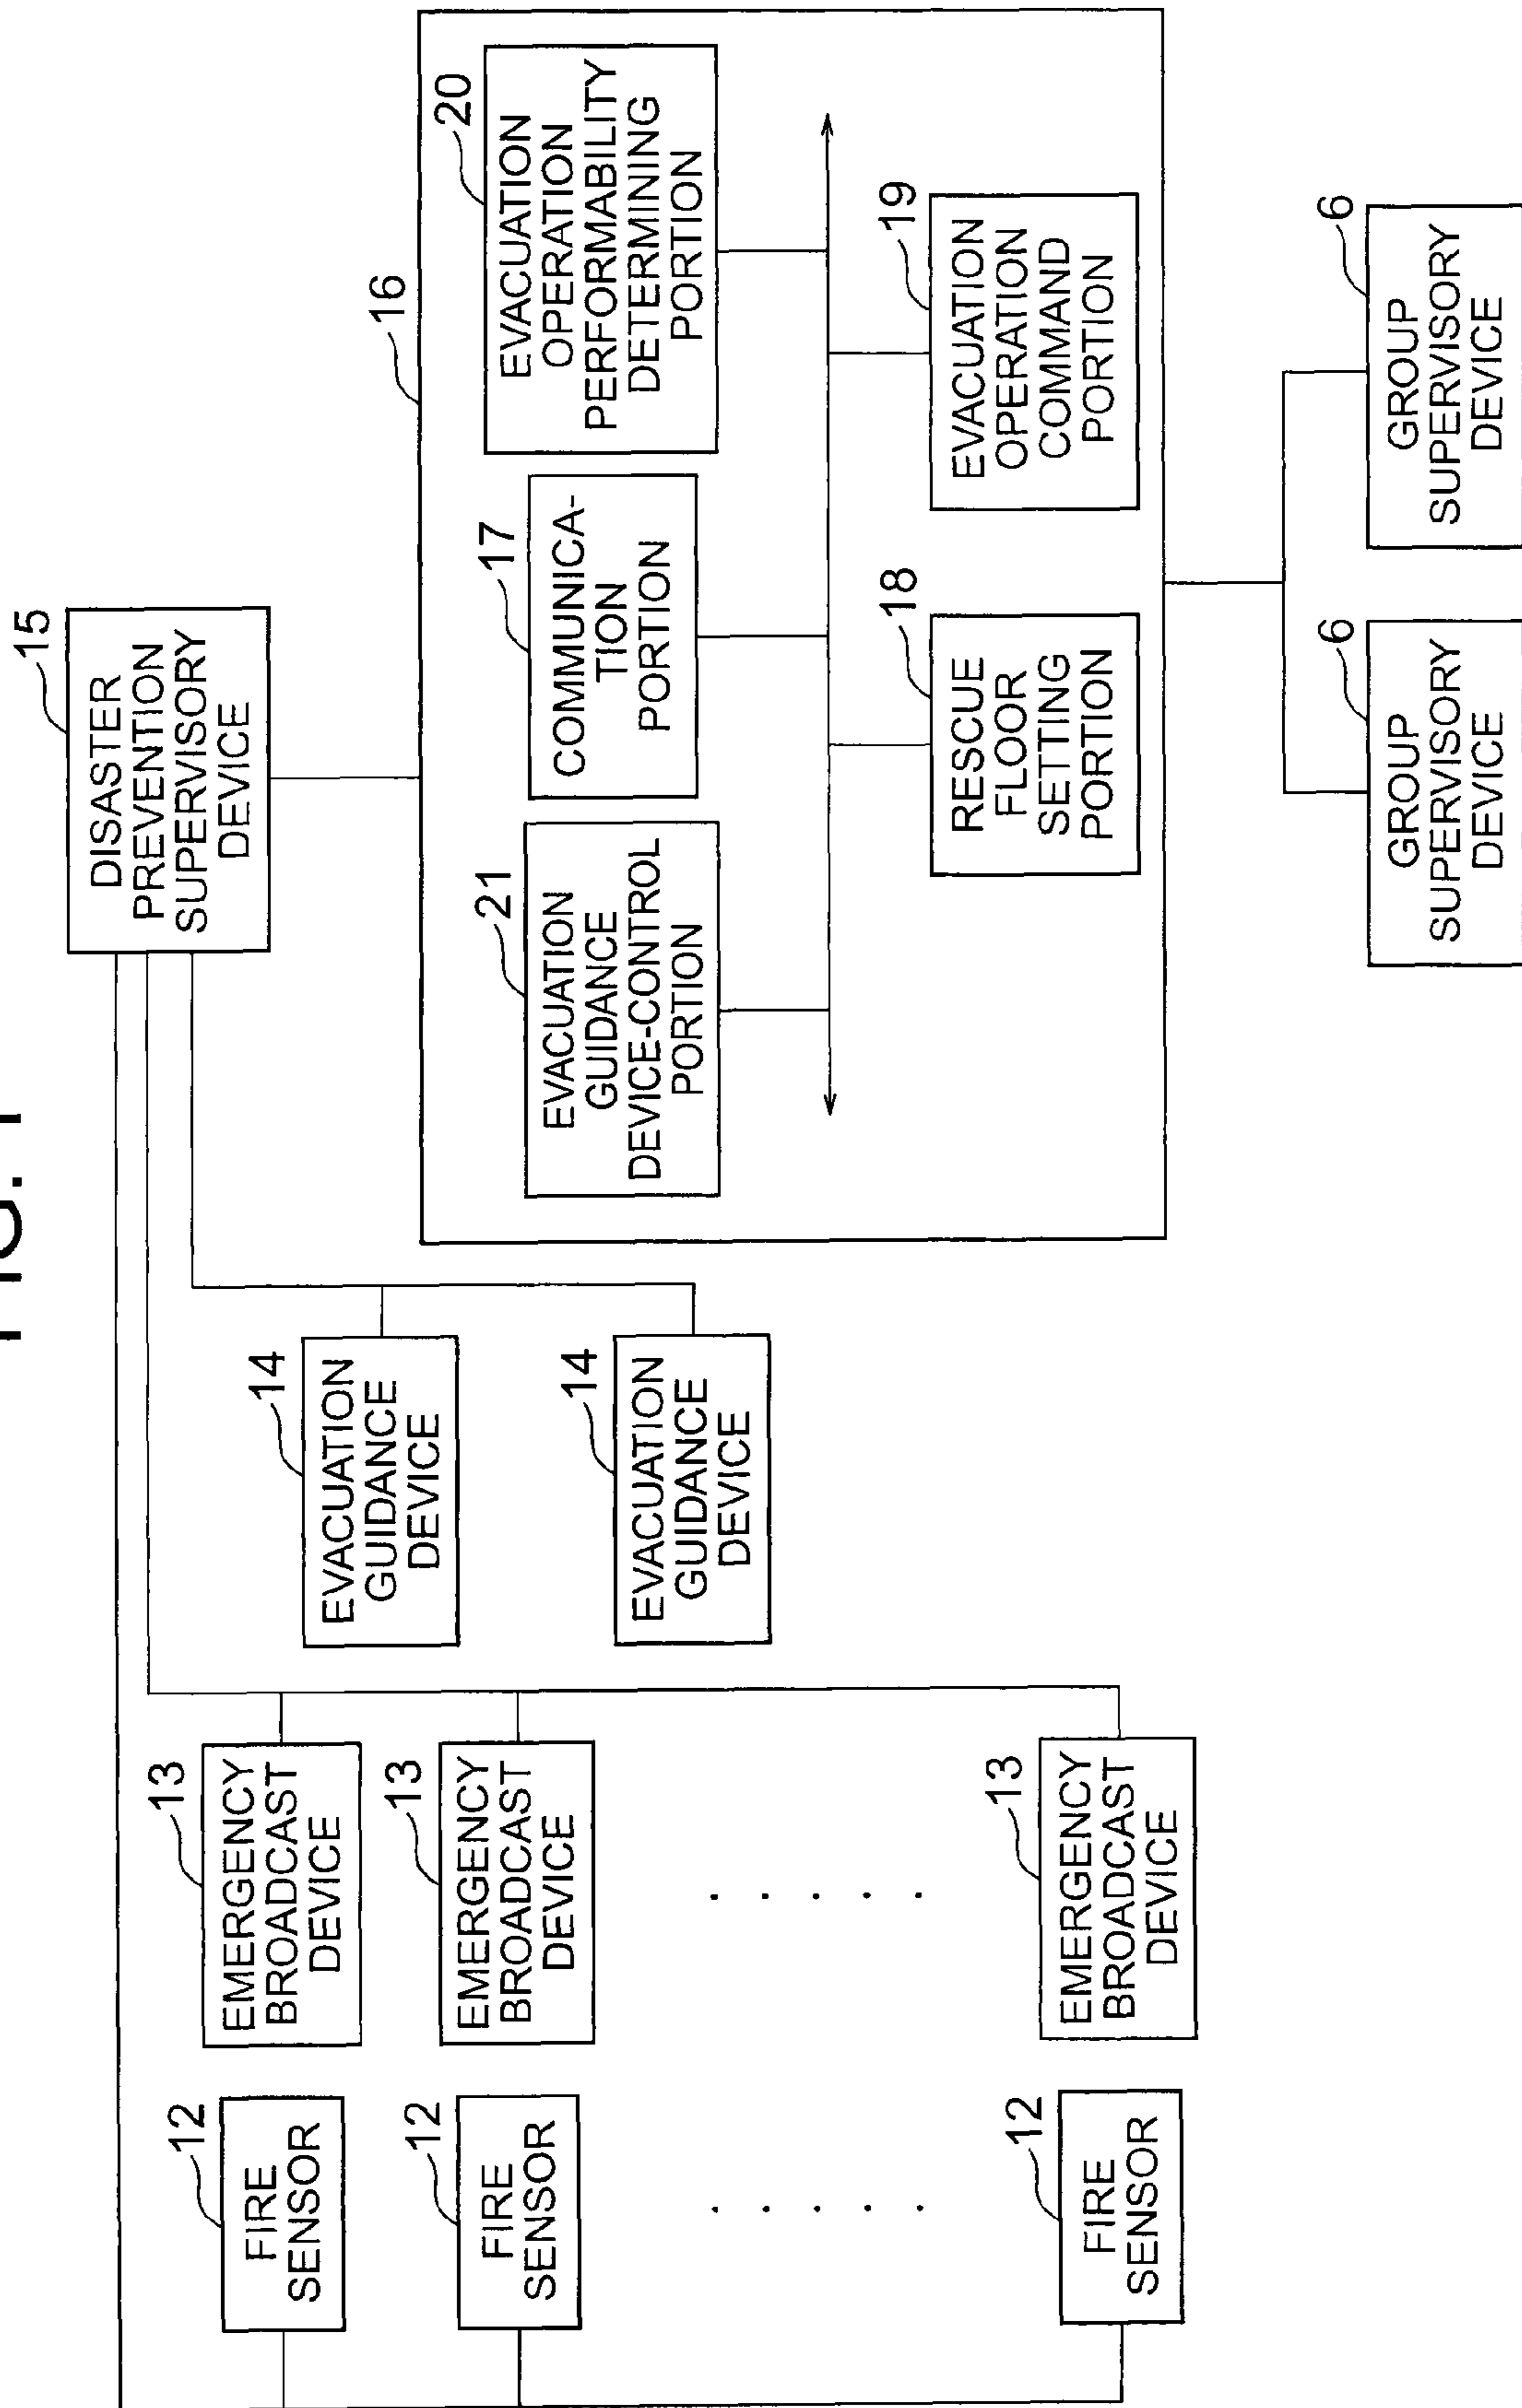 FIG.
15
DISASTER
PREVENTION
SUPERVISORY
DEVICE
12
FIRE
SENSOR
12
FIRE
SENSOR
. . . . .
12
FIRE
SENSOR
13
EMERGENCY
BROADCAST
DEVICE
13
EMERGENCY
BROADCAST
DEVICE
. . . . .
13
EMERGENCY
BROADCAST
DEVICE
14
EVACUATION
GUIDANCE
DEVICE
14
EVACUATION
GUIDANCE
DEVICE
16
21
EVACUATION
GUIDANCE
DEVICE-CONTROL
PORTION
17
COMMUNICA-
TION
PORTION
20
EVACUATION
OPERATION
PERFORMABILITY
DETERMINING
PORTION
18
RESCUE
FLOOR
SETTING
PORTION
19
EVACUATION
OPERATION
COMMAND
PORTION
6
GROUP
SUPERVISORY
DEVICE
6
GROUP
SUPERVISORY
DEVICE